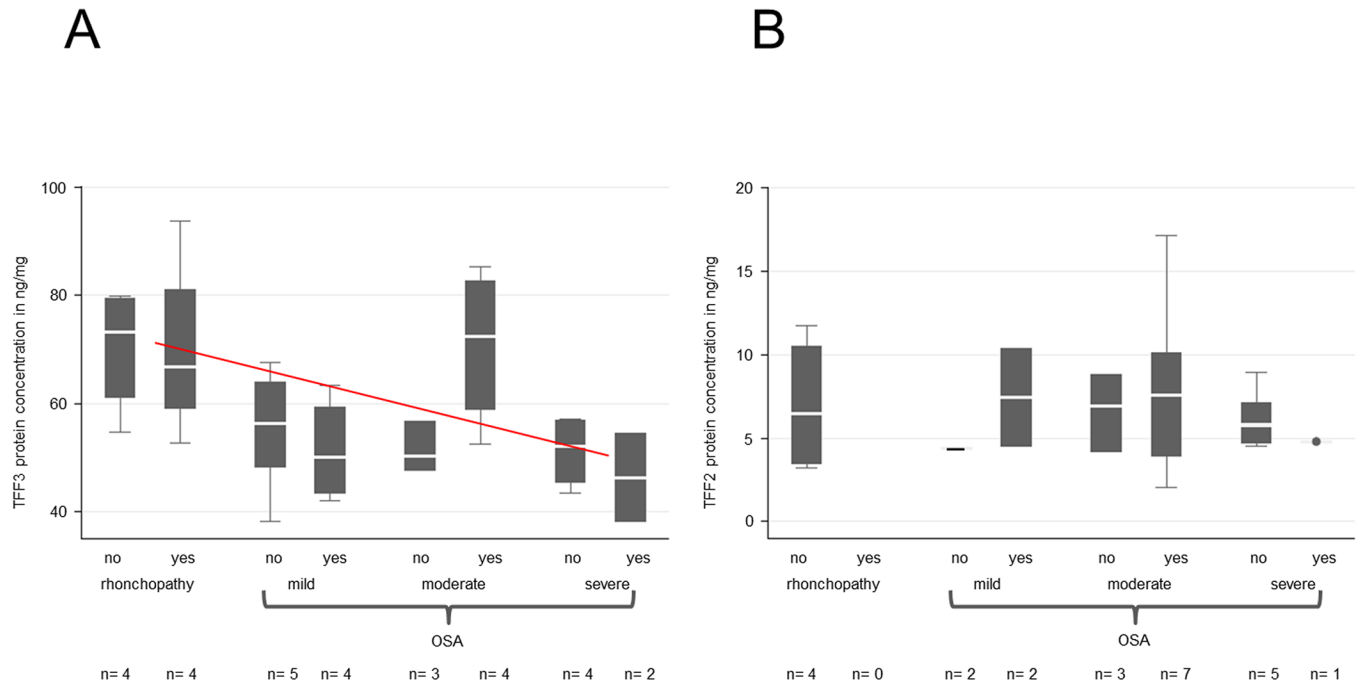 A
B
TFF3 protein concentration in ng/mg
100
80
60
40
no yes no yes no yes no yes
rhonchopathy mild moderate severe
OSA
n= 4 n= 4 n= 5 n= 4 n= 3 n= 4 n= 4 n= 2
TFF2 protein concentration in ng/mg
20
15
10
5
0
no yes no yes no yes no yes
rhonchopathy mild moderate severe
OSA
n= 4 n= 0 n= 2 n= 2 n= 3 n= 7 n= 5 n= 1